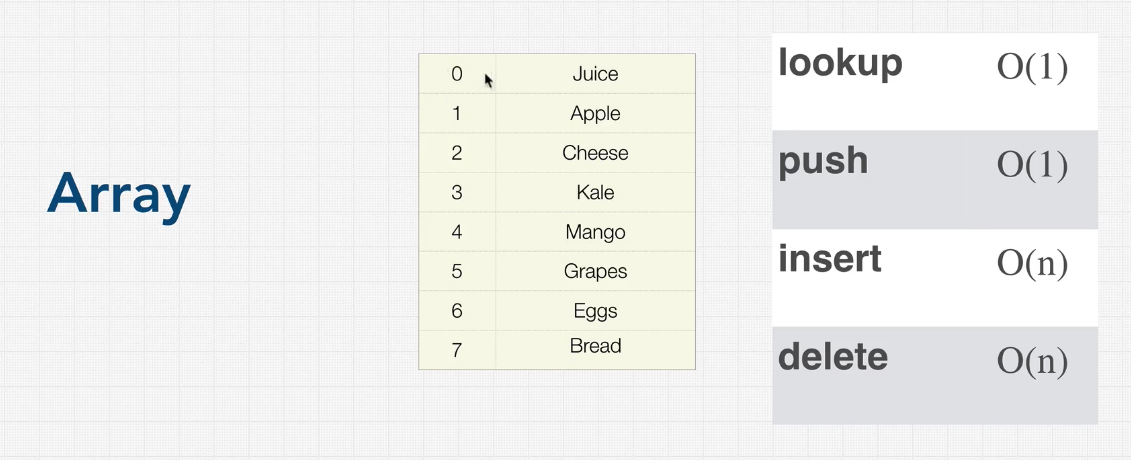 Array
0 Juice
1 Apple
2 Cheese
3 Kale
4 Mango
5 Grapes
6 Eggs
7 Bread
lookup O(1)
push O(1)
insert O(n)
delete O(n)